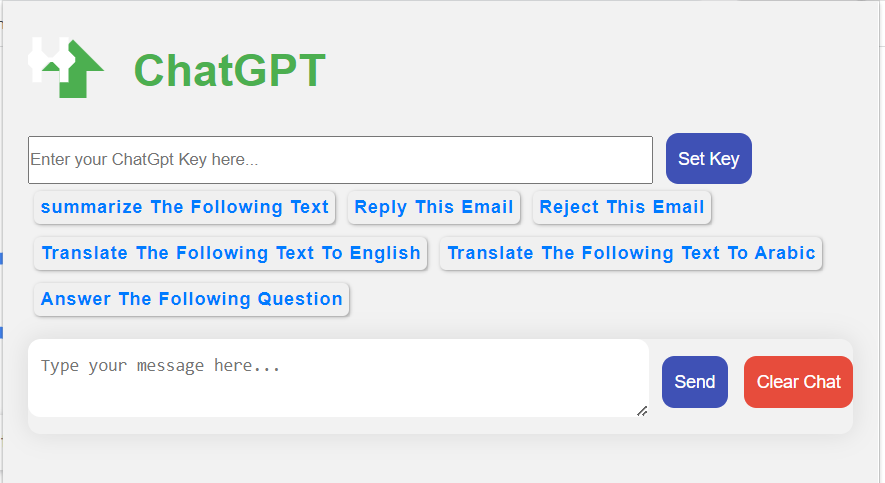 ChatGPT
Enter your ChatGpt Key here... Set Key
summarize The Following Text Reply This Email Reject This Email
Translate The Following Text To English Translate The Following Text To Arabic
Answer The Following Question
Type your message here... Send Clear Chat